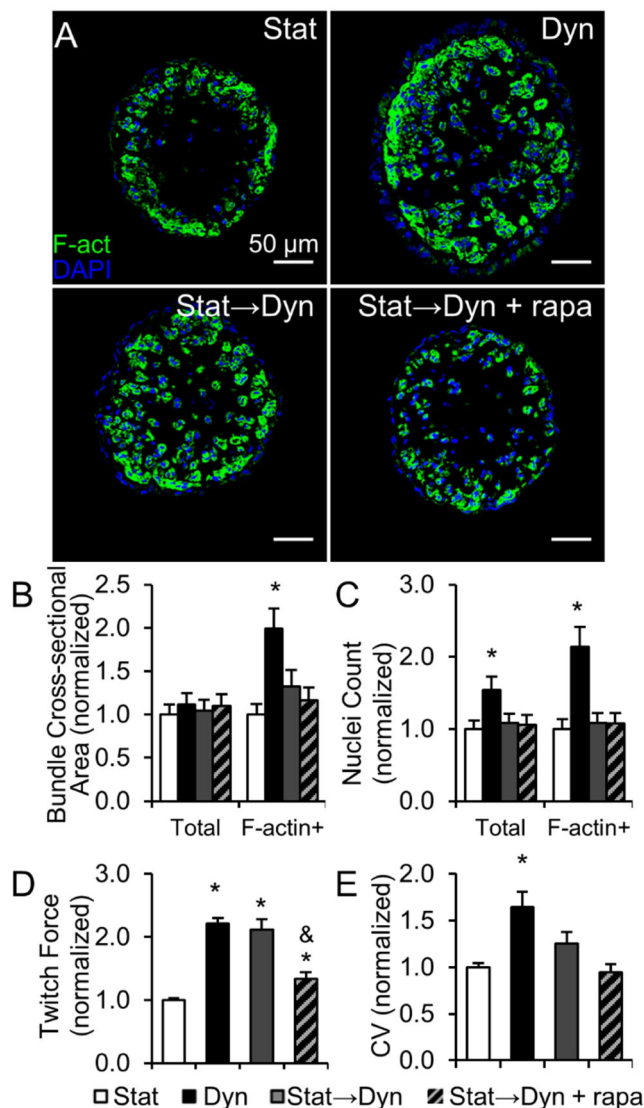 A
Stat
Dyn
F-act
DAPI
50 μm
Stat→Dyn
Stat→Dyn + rapa
B
Bundle Cross-sectional
Area (normalized)
2.5
2.0
1.5
1.0
0.5
0.0
*
Total
F-actin+
C
Nuclei Count
(normalized)
3.0
2.0
1.0
0.0
*
*
Total
F-actin+
D
Twitch Force
(normalized)
3.0
2.0
1.0
0.0
*
*
&
*
E
CV (normalized)
2.0
1.5
1.0
0.5
0.0
*
Stat
Dyn
Stat→Dyn
Stat→Dyn + rapa